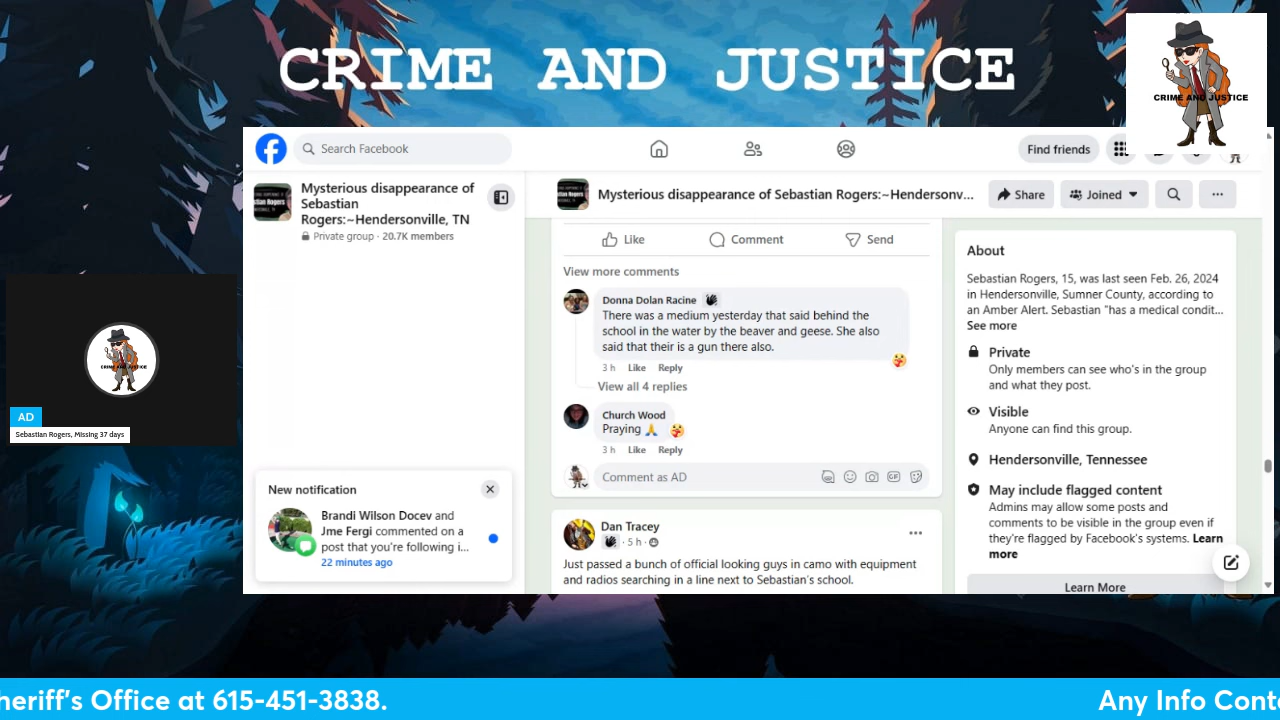 CRIME AND JUSTICE
CRIME AND JUSTICE
Search Facebook
Find friends
Mysterious disappearance of
Sebastian
Rogers:~Hendersonville, TN
Private group · 20.7K members
Mysterious disappearance of Sebastian Rogers:~Hendersonv...
Share
Joined
Like
Comment
Send
View more comments
Donna Dolan Racine
There was a medium yesterday that said behind the
school in the water by the beaver and geese. She also
said that their is a gun there also.
3 h Like Reply
View all 4 replies
Church Wood
Praying 🙏
3 h Like Reply
Comment as AD
GIF
Dan Tracey
· 5 h ·
Just passed a bunch of official looking guys in camo with equipment
and radios searching in a line next to Sebastian's school.
About
Sebastian Rogers, 15, was last seen Feb. 26, 2024
in Hendersonville, Sumner County, according to
an Amber Alert. Sebastian "has a medical condit...
See more
Private
Only members can see who's in the group
and what they post.
Visible
Anyone can find this group.
Hendersonville, Tennessee
May include flagged content
Admins may allow some posts and
comments to be visible in the group even if
they're flagged by Facebook's systems. Learn
more
Learn More
New notification
Brandi Wilson Docev and
Jme Fergi commented on a
post that you're following i...
22 minutes ago
CRIME AND JUSTICE
AD
Sebastian Rogers, Missing 37 days
heriff's Office at 615-451-3838.
Any Info Conta